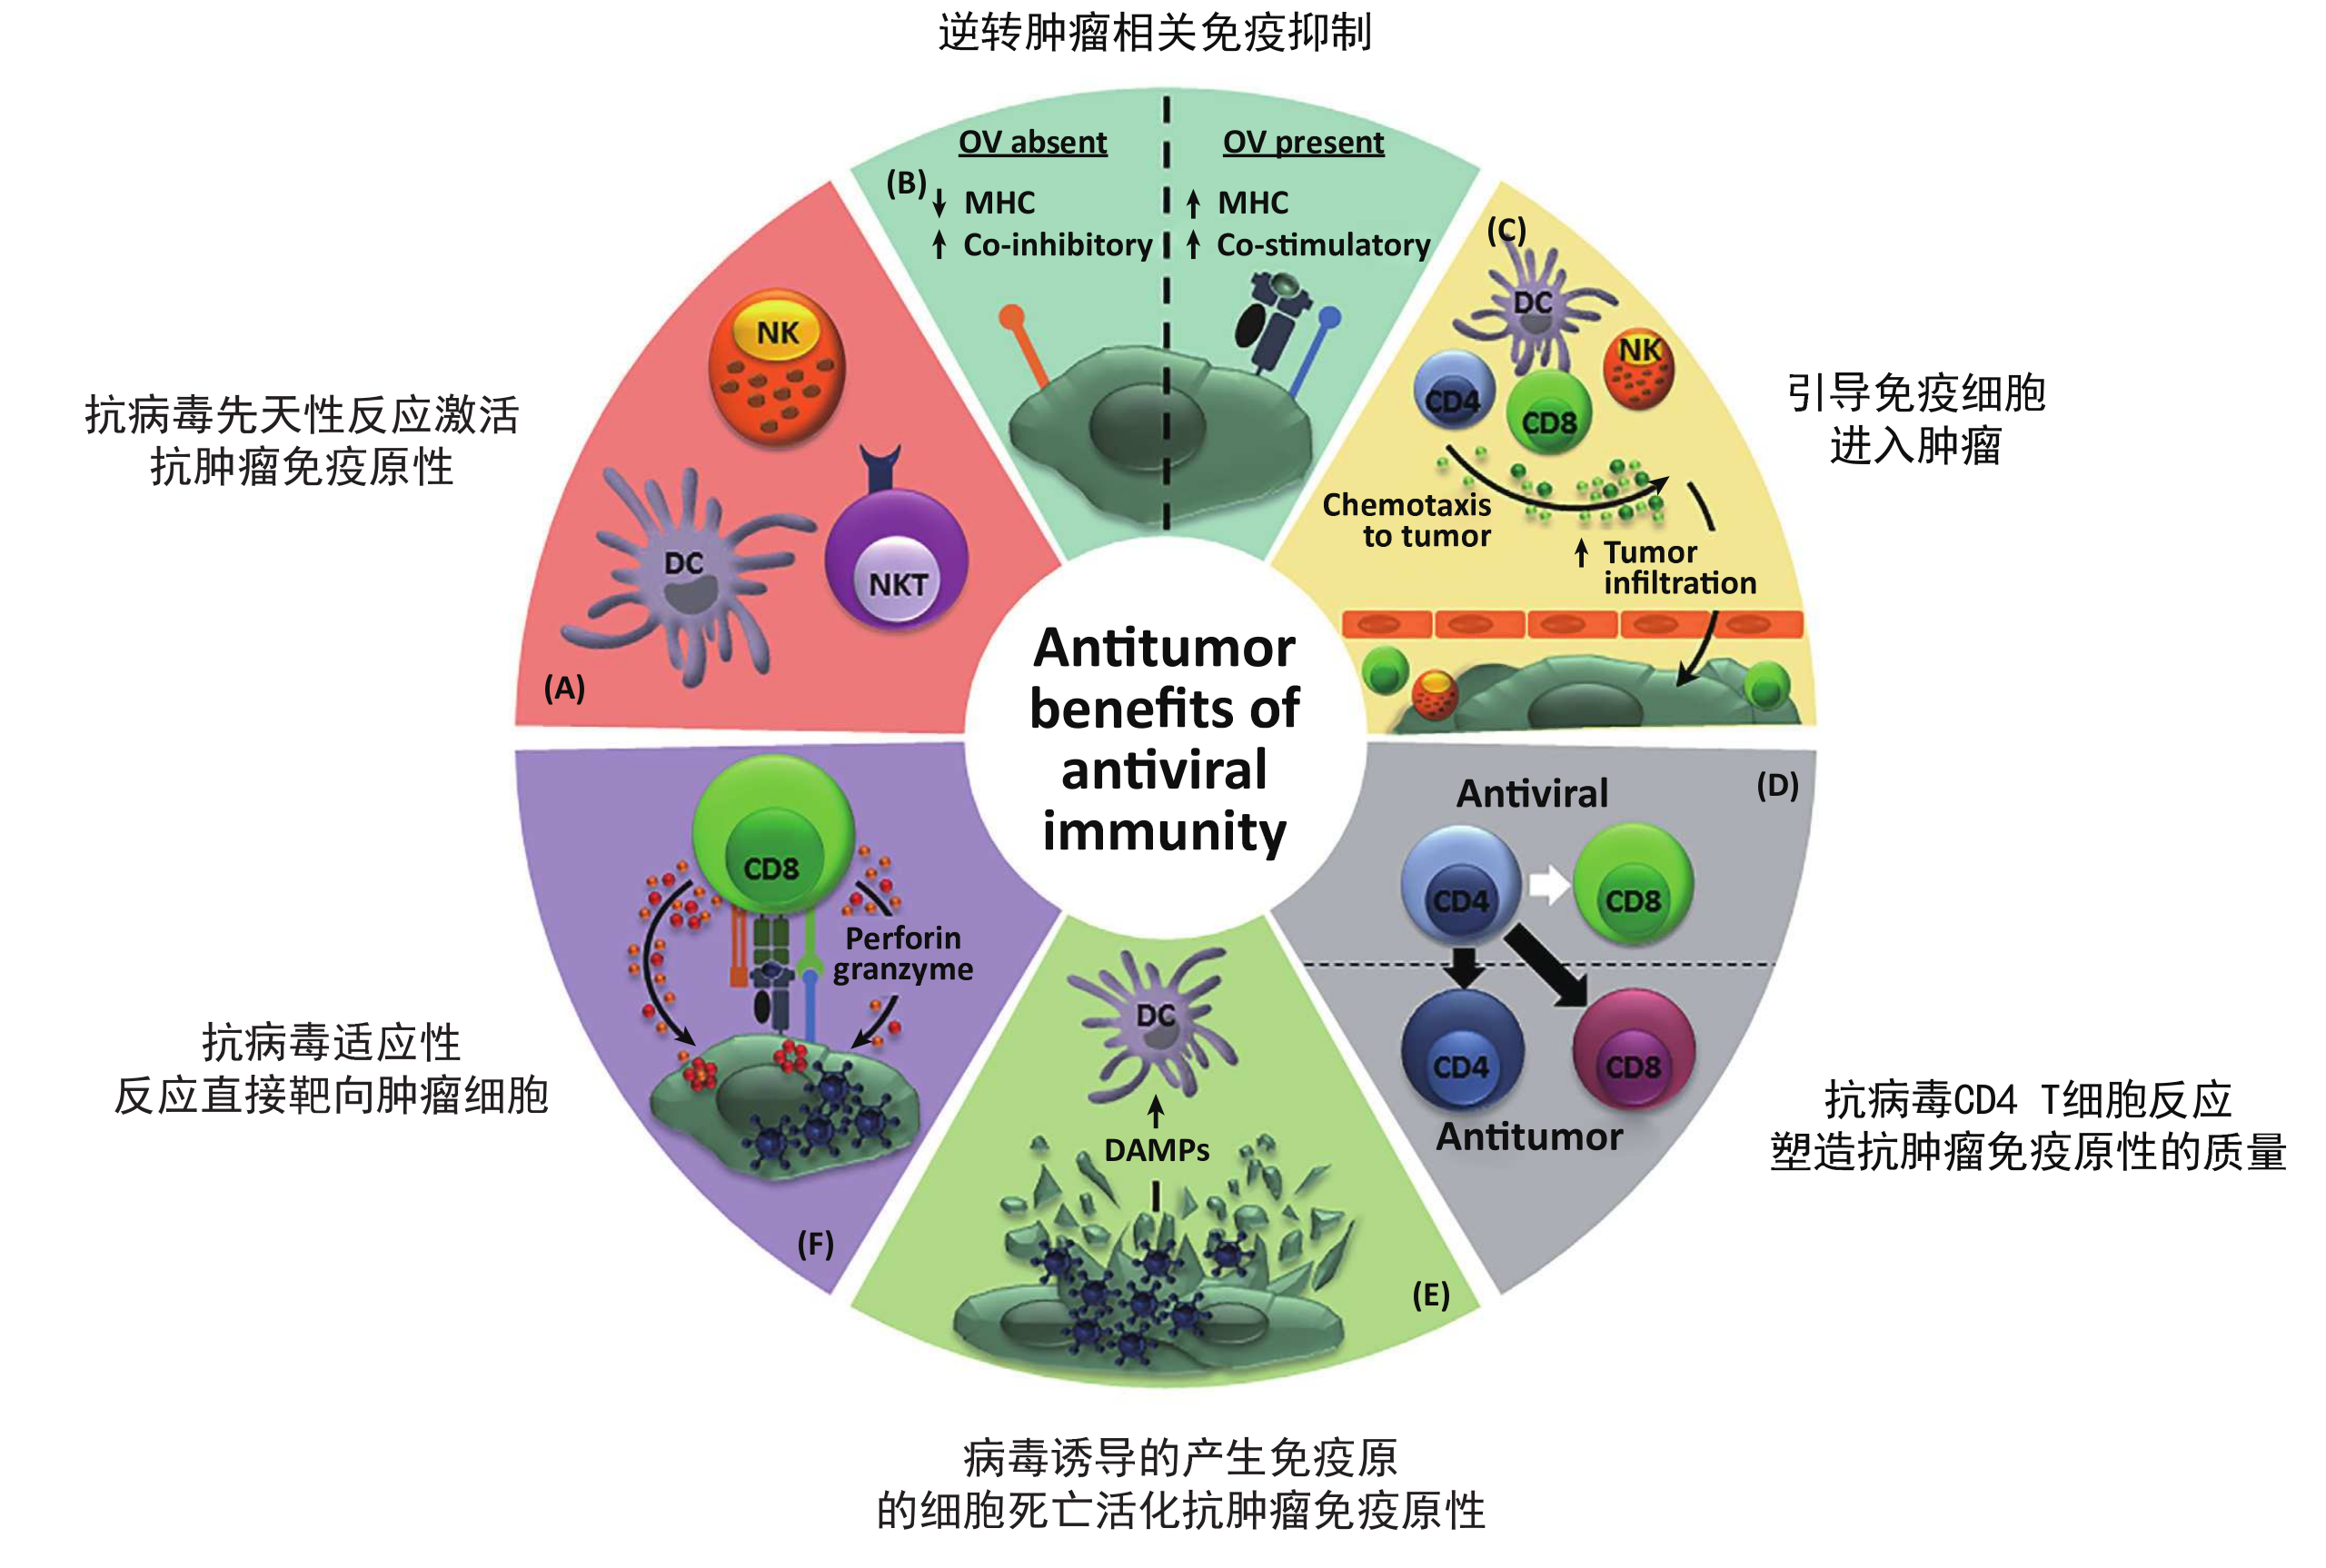 逆转肿瘤相关免疫抑制
OV absent
OV present
(B)
↓ MHC
↑ Co-inhibitory
↑ MHC
↑ Co-stimulatory
抗病毒先天性反应激活
抗肿瘤免疫原性
NK
DC
NKT
(A)
(C)
DC
NK
CD4
CD8
Chemotaxis
to tumor
↑ Tumor
infiltration
引导免疫细胞
进入肿瘤
Antitumor
benefits of
antiviral
immunity
Antiviral
(D)
CD4
CD8
CD4
CD8
Antitumor
抗病毒CD4 T细胞反应
塑造抗肿瘤免疫原性的质量
CD8
Perforin
granzyme
(F)
抗病毒适应性
反应直接靶向肿瘤细胞
DC
DAMPs
(E)
病毒诱导的产生免疫原
的细胞死亡活化抗肿瘤免疫原性